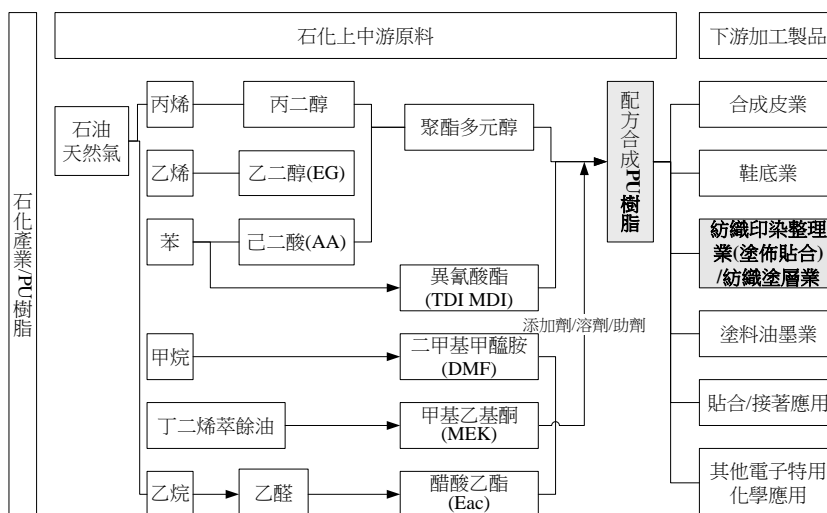 石化上中游原料
下游加工製品
石化產業/PU樹脂
石油
天然氣
丙烯
丙二醇
聚酯多元醇
乙烯
乙二醇(EG)
苯
己二酸(AA)
異氰酸酯
(TDI MDI)
添加劑/溶劑/助劑
甲烷
二甲基甲醯胺
(DMF)
丁二烯萃餘油
甲基乙基酮
(MEK)
乙烷
乙醛
醋酸乙酯
(Eac)
配方合成PU樹脂
合成皮業
鞋底業
紡織印染整理
業(塗佈貼合)
/紡織塗層業
塗料油墨業
貼合/接著應用
其他電子特用
化學應用